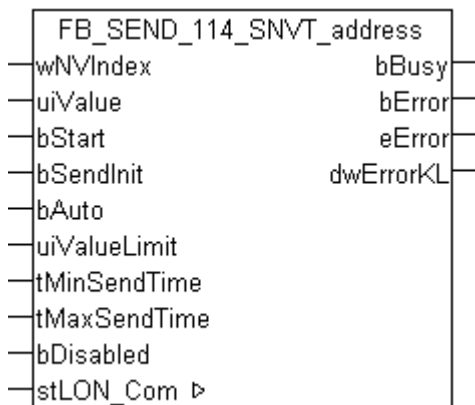 FB_SEND_114_SNVT_address
wNVIndex bBusy
uiValue bError
bStart eError
bSendInit dwErrorKL
bAuto
uiValueLimit
tMinSendTime
tMaxSendTime
bDisabled
stLON_Com ▷